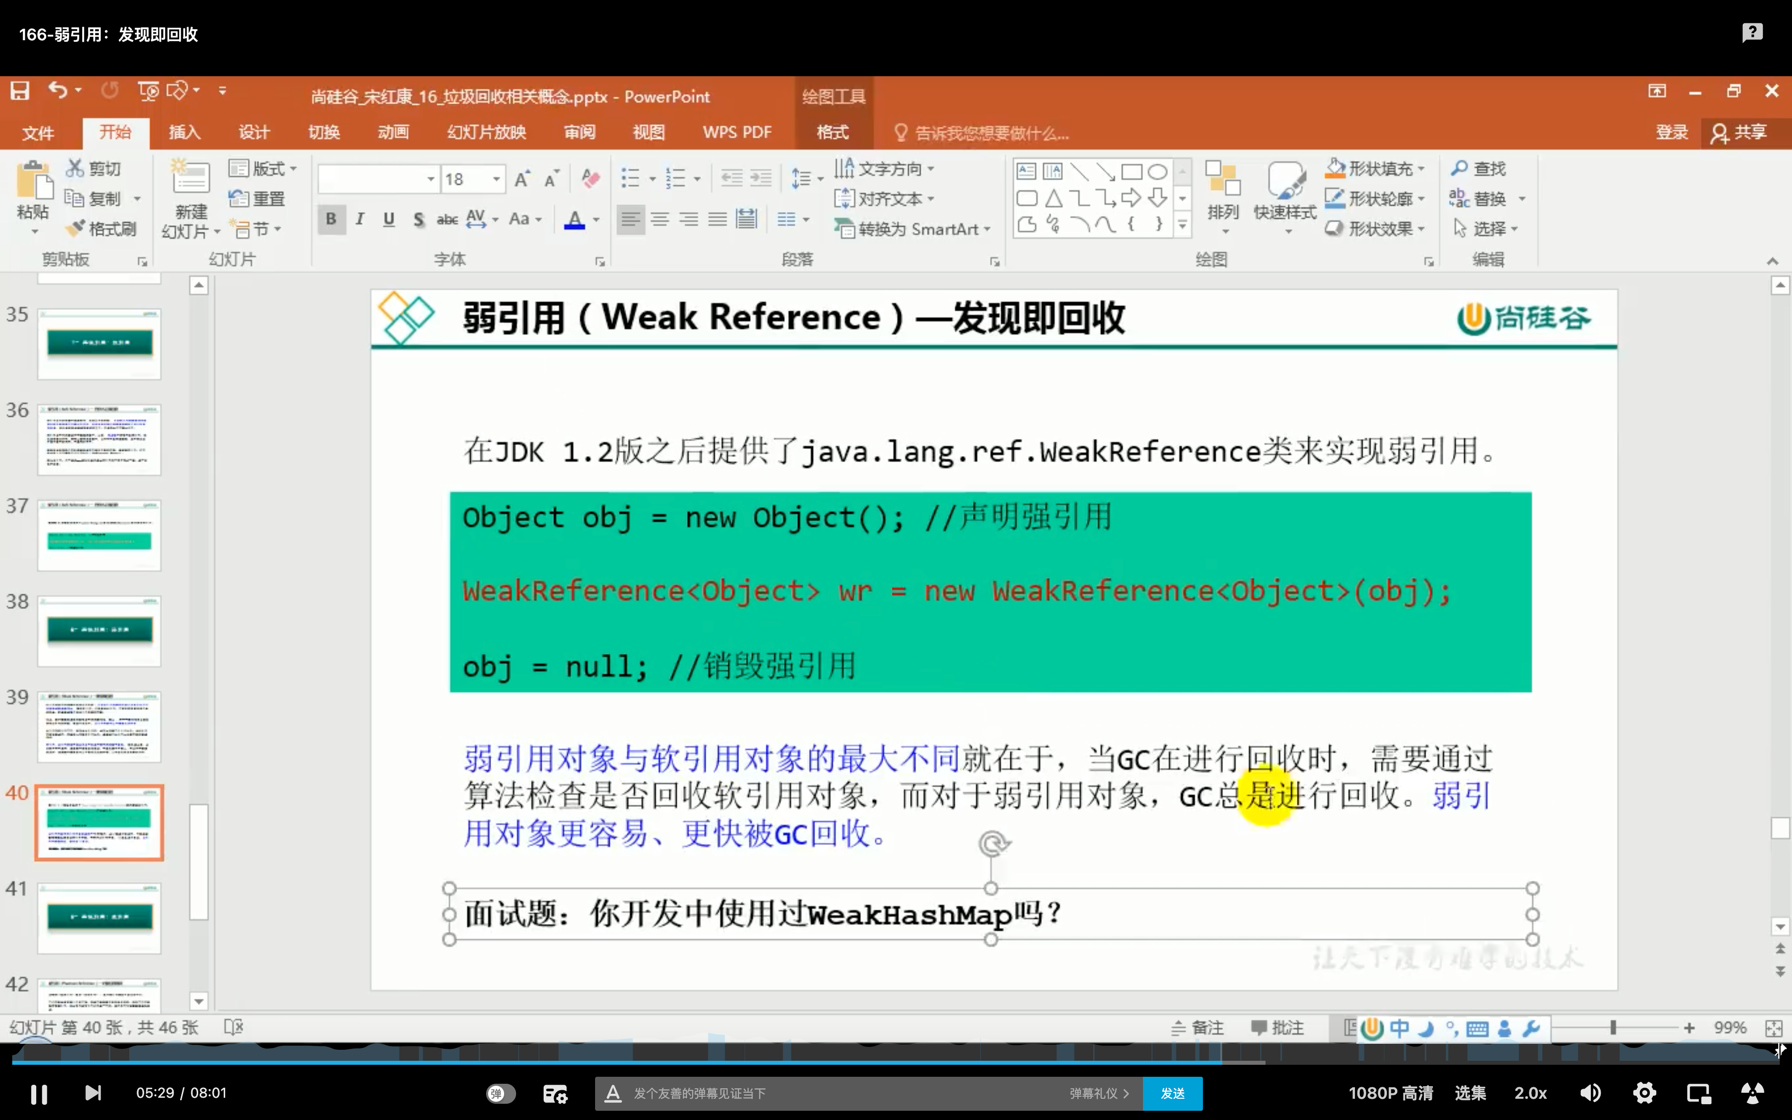 166-弱引用：发现即回收
尚硅谷_宋红康_16_垃圾回收相关概念.pptx - PowerPoint
绘图工具
文件 开始 插入 设计 切换 动画 幻灯片放映 审阅 视图 WPS PDF 格式 告诉我您想要做什么... 登录 共享
粘贴 剪切 复制 格式刷
新建幻灯片 版式 重置 节
18
B I U S abc AV Aa A
文字方向 对齐文本 转换为 SmartArt
排列 快速样式 形状填充 形状轮廓 形状效果
查找 替换 选择
剪贴板 幻灯片 字体 段落 绘图 编辑
35
36
37
38
39
40
41
42
弱引用（Weak Reference）—发现即回收
尚硅谷
在JDK 1.2版之后提供了java.lang.ref.WeakReference类来实现弱引用。
Object obj = new Object(); //声明强引用
WeakReference<Object> wr = new WeakReference<Object>(obj);
obj = null; //销毁强引用
弱引用对象与软引用对象的最大不同就在于，当GC在进行回收时，需要通过
算法检查是否回收软引用对象，而对于弱引用对象，GC总是进行回收。弱引
用对象更容易、更快被GC回收。
面试题：你开发中使用过WeakHashMap吗？
让天下没有难学的技术
幻灯片 第 40 张，共 46 张 备注 批注 中 99%
05:29 / 08:01 弹 发个友善的弹幕见证当下 弹幕礼仪 > 发送 1080P 高清 选集 2.0x